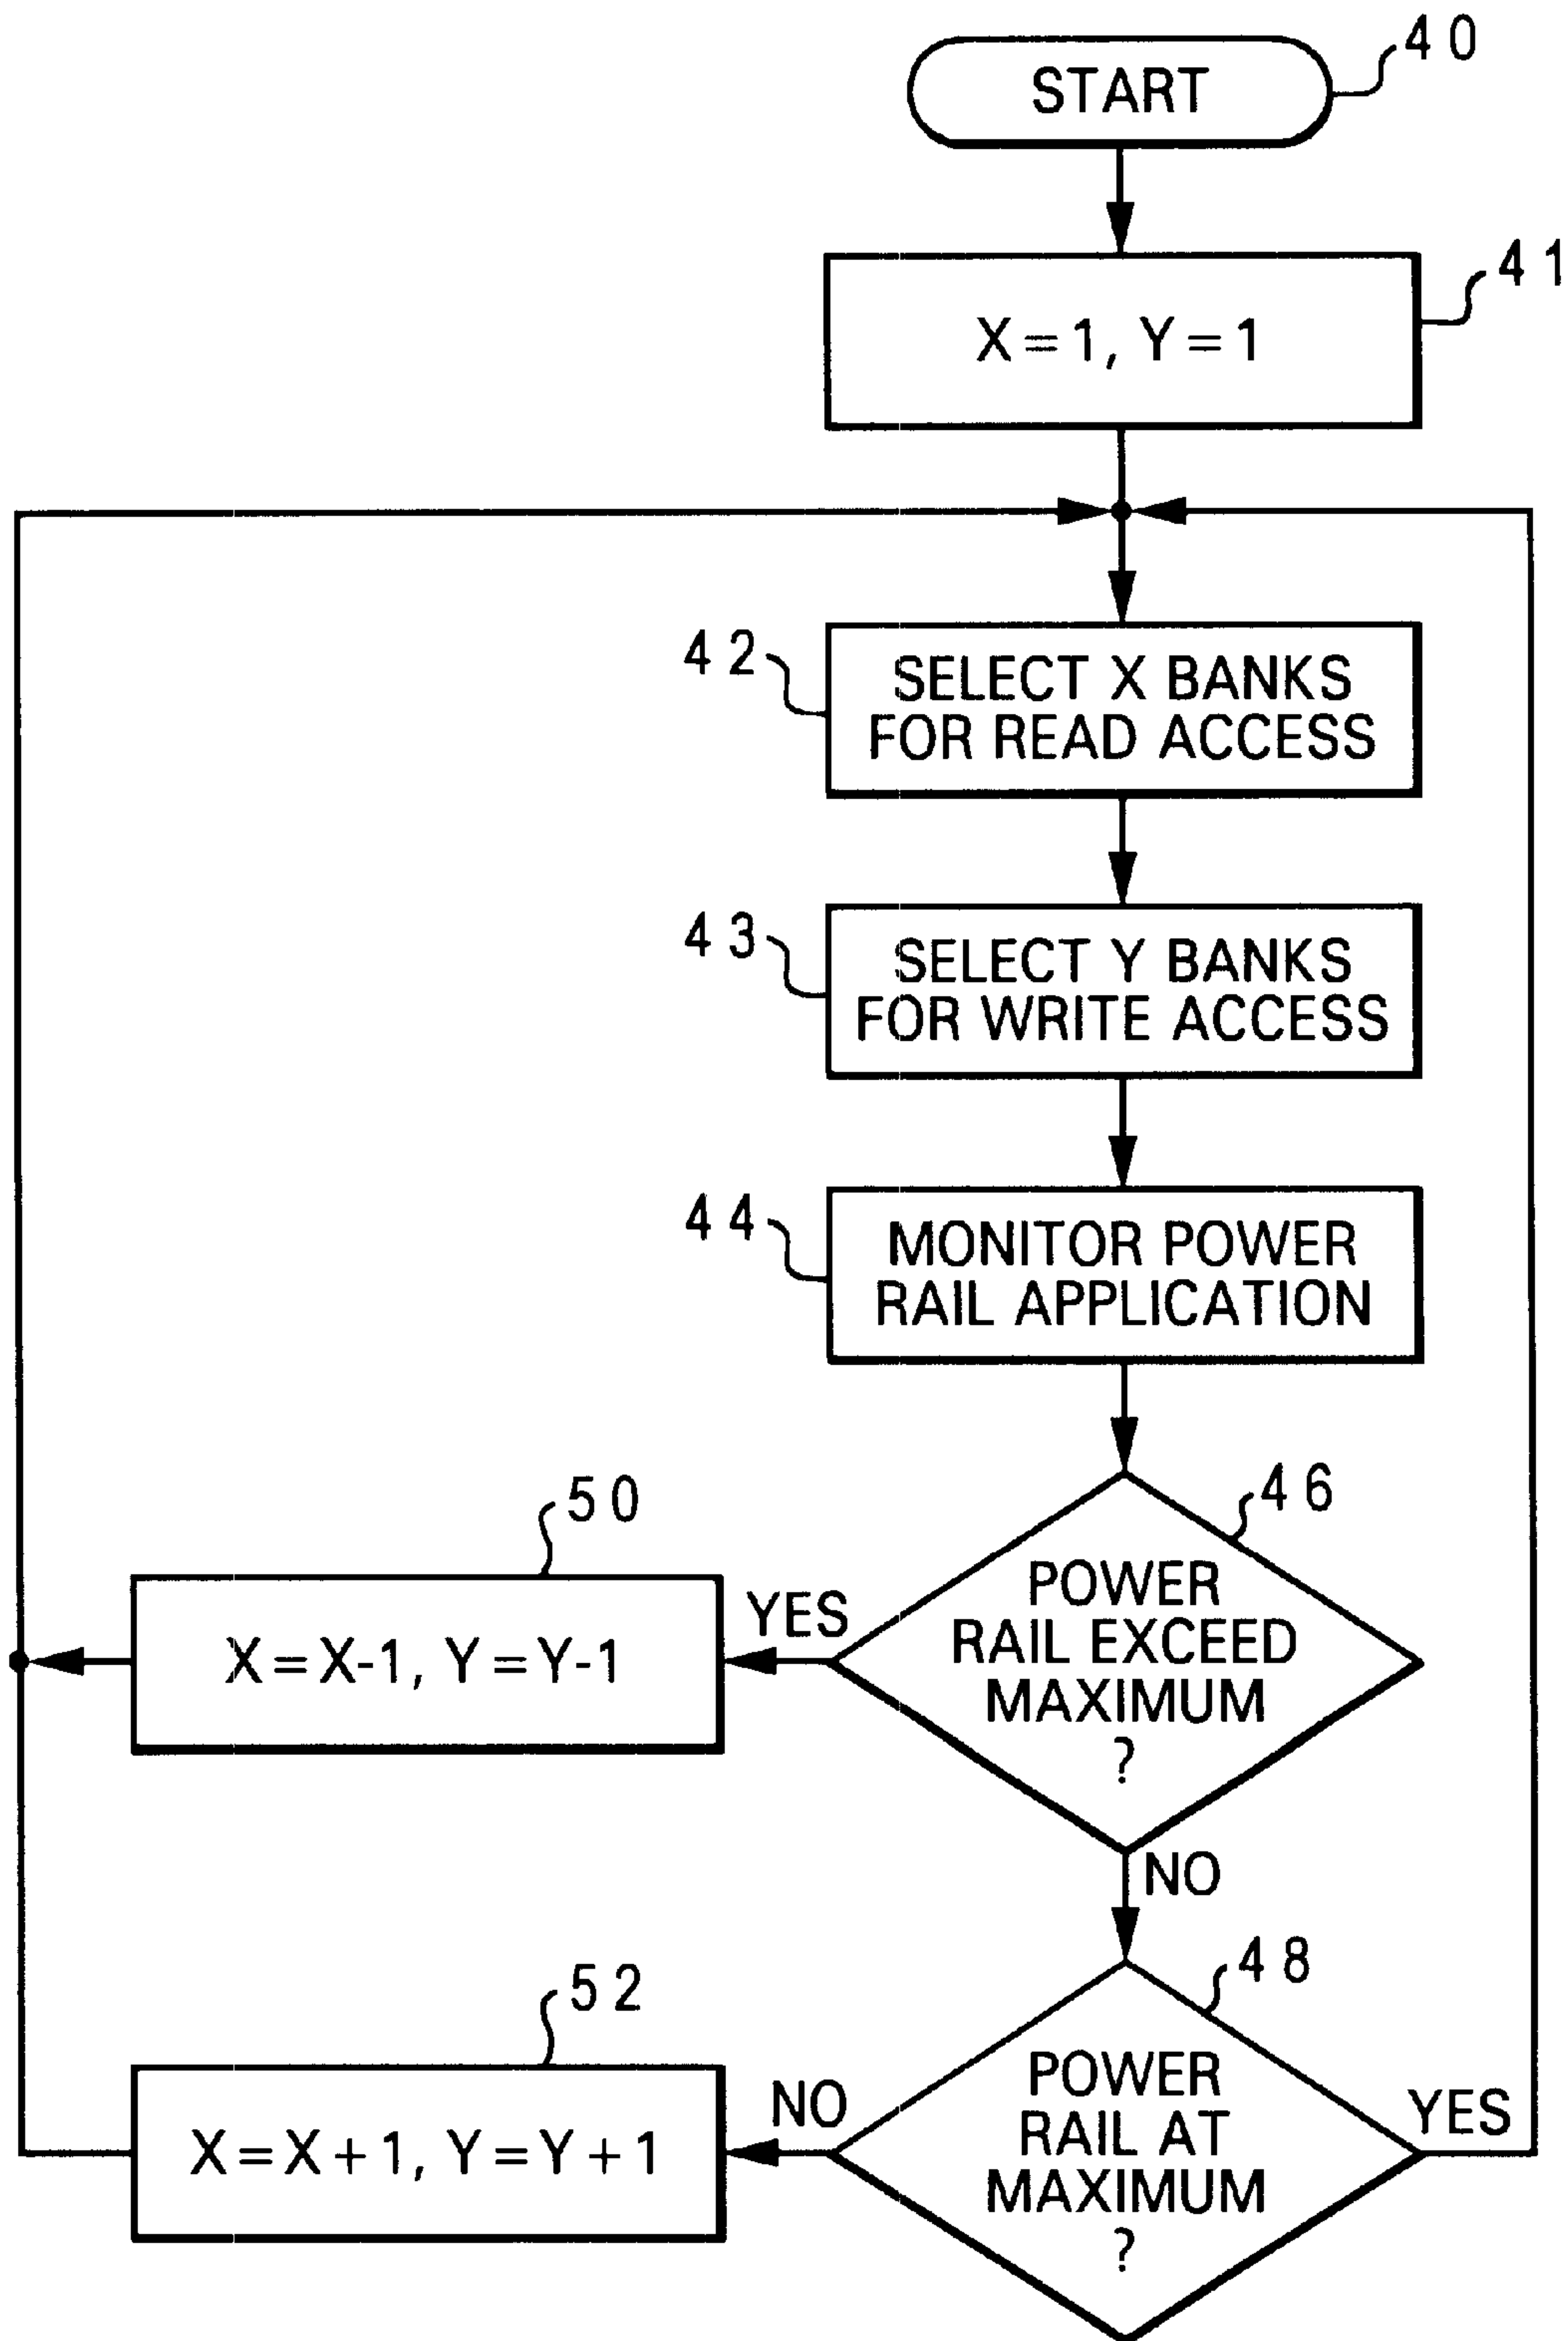 START
40
X=1, Y=1
41
42
SELECT X BANKS
FOR READ ACCESS
43
SELECT Y BANKS
FOR WRITE ACCESS
44
MONITOR POWER
RAIL APPLICATION
46
POWER
RAIL EXCEED
MAXIMUM
?
YES
50
X=X-1, Y=Y-1
NO
48
POWER
RAIL AT
MAXIMUM
?
YES
NO
52
X=X+1, Y=Y+1